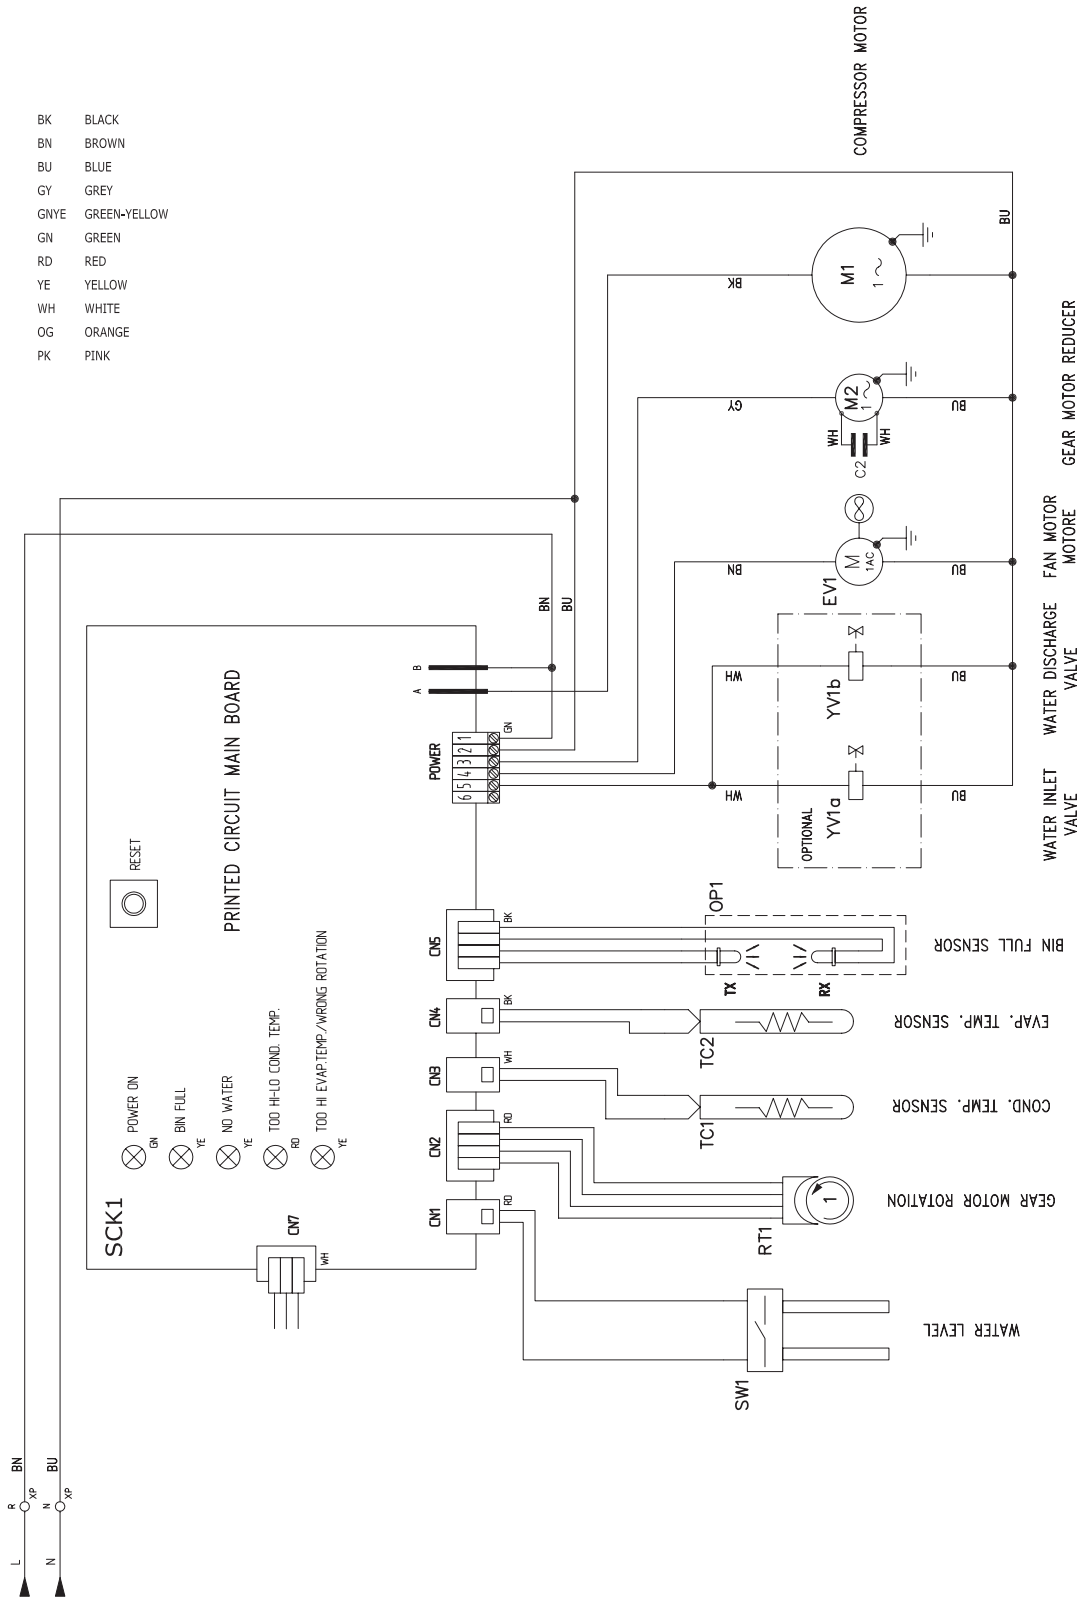 BK BLACK
BN BROWN
BU BLUE
GY GREY
GNYE GREEN-YELLOW
GN GREEN
RD RED
YE YELLOW
WH WHITE
OG ORANGE
PK PINK
COMPRESSOR MOTOR
GEAR MOTOR REDUCER
FAN MOTOR
MOTORE
WATER DISCHARGE
VALVE
WATER INLET
VALVE
BIN FULL SENSOR
EVAP. TEMP. SENSOR
COND. TEMP. SENSOR
GEAR MOTOR ROTATION
WATER LEVEL
PRINTED CIRCUIT MAIN BOARD
SCK1
RESET
POWER ON
GN
BIN FULL
YE
NO WATER
YE
TOO HI-LO COND. TEMP.
RD
TOO HI EVAP.TEMP./WRONG ROTATION
YE
CN7
WH
CN1
RD
CN2
RD
CN3
WH
CN4
BK
CN5
BK
POWER
6 5 4 3 2 1
GN
A
B
BN
BU
BU
BK
M1
1 ~
GY
M2
1 ~
WH
WH
C2
BU
BN
M
1AC
EV1
BU
WH
YV1b
BU
WH
YV1a
BU
OPTIONAL
OP1
TX
RX
TC2
TC1
RT1
1
SW1
L
R
XP
BN
N
N
XP
BU